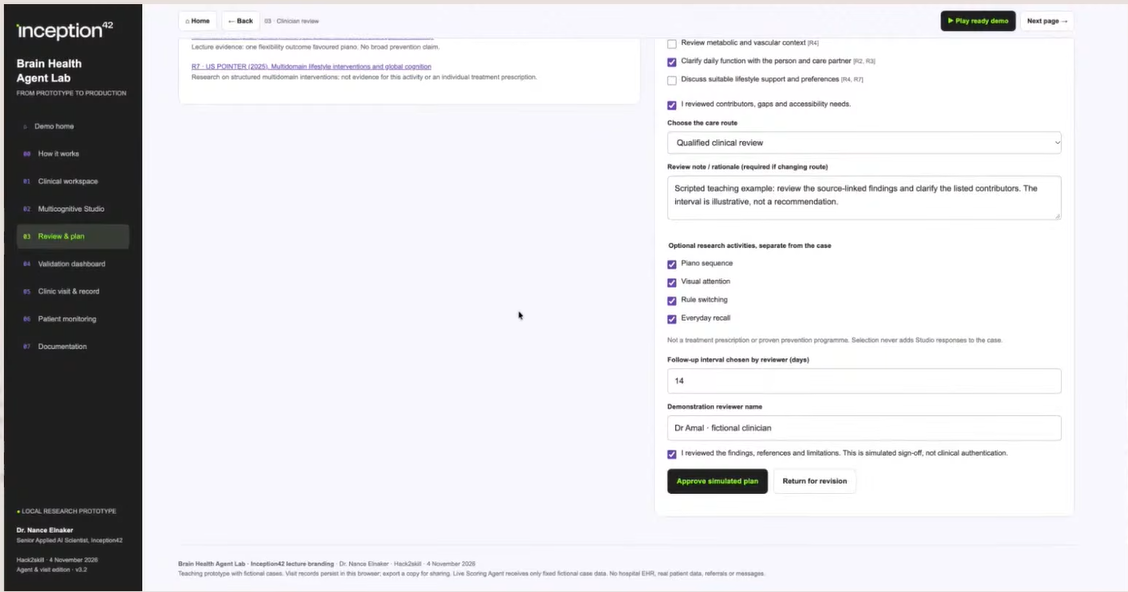 inception42
Brain Health
Agent Lab
FROM PROTOTYPE TO PRODUCTION
Demo home
00 How it works
01 Clinical workspace
02 Multicognitive Studio
03 Review & plan
04 Validation dashboard
05 Clinic visit & record
06 Patient monitoring
07 Documentation
LOCAL RESEARCH PROTOTYPE
Dr. Nance Elnaker
Senior Applied AI Scientist, Inception42
Hack2skill · 4 November 2026
Agent & visit edition · v3.2
Home
← Back
03 · Clinician review
▶ Play ready demo
Next page →
Lecture evidence: one flexibility outcome favoured piano. No broad prevention claim.
R7 · US POINTER (2025). Multidomain lifestyle interventions and global cognition
Research on structured multidomain interventions: not evidence for this activity or an individual treatment prescription.
Review metabolic and vascular context [R4]
Clarify daily function with the person and care partner [R2, R3]
Discuss suitable lifestyle support and preferences [R4, R7]
I reviewed contributors, gaps and accessibility needs.
Choose the care route
Qualified clinical review
Review note / rationale (required if changing route)
Scripted teaching example: review the source-linked findings and clarify the listed contributors. The
interval is illustrative, not a recommendation.
Optional research activities, separate from the case
Piano sequence
Visual attention
Rule switching
Everyday recall
Not a treatment prescription or proven prevention programme. Selection never adds Studio responses to the case.
Follow-up interval chosen by reviewer (days)
14
Demonstration reviewer name
Dr Amal · fictional clinician
I reviewed the findings, references and limitations. This is simulated sign-off, not clinical authentication.
Approve simulated plan
Return for revision
Brain Health Agent Lab · Inception42 lecture branding · Dr. Nance Elnaker · Hack2skill · 4 November 2026
Teaching prototype with fictional cases. Visit records persist in this browser; export a copy for sharing. Live Scoring Agent receives only fixed fictional case data. No hospital EHR, real patient data, referrals or messages.